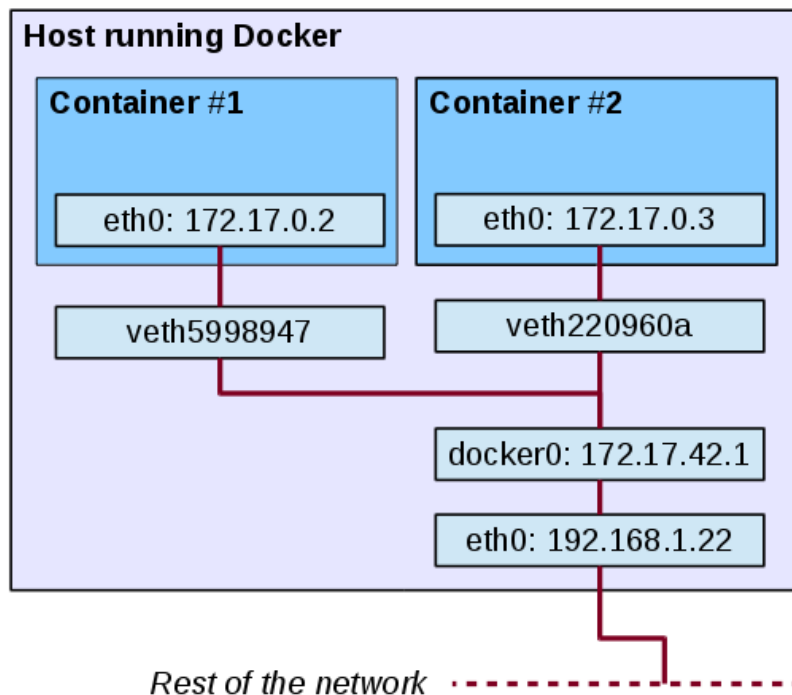 Host running Docker
Container #1
Container #2
eth0: 172.17.0.2
eth0: 172.17.0.3
veth5998947
veth220960a
docker0: 172.17.42.1
eth0: 192.168.1.22
Rest of the network